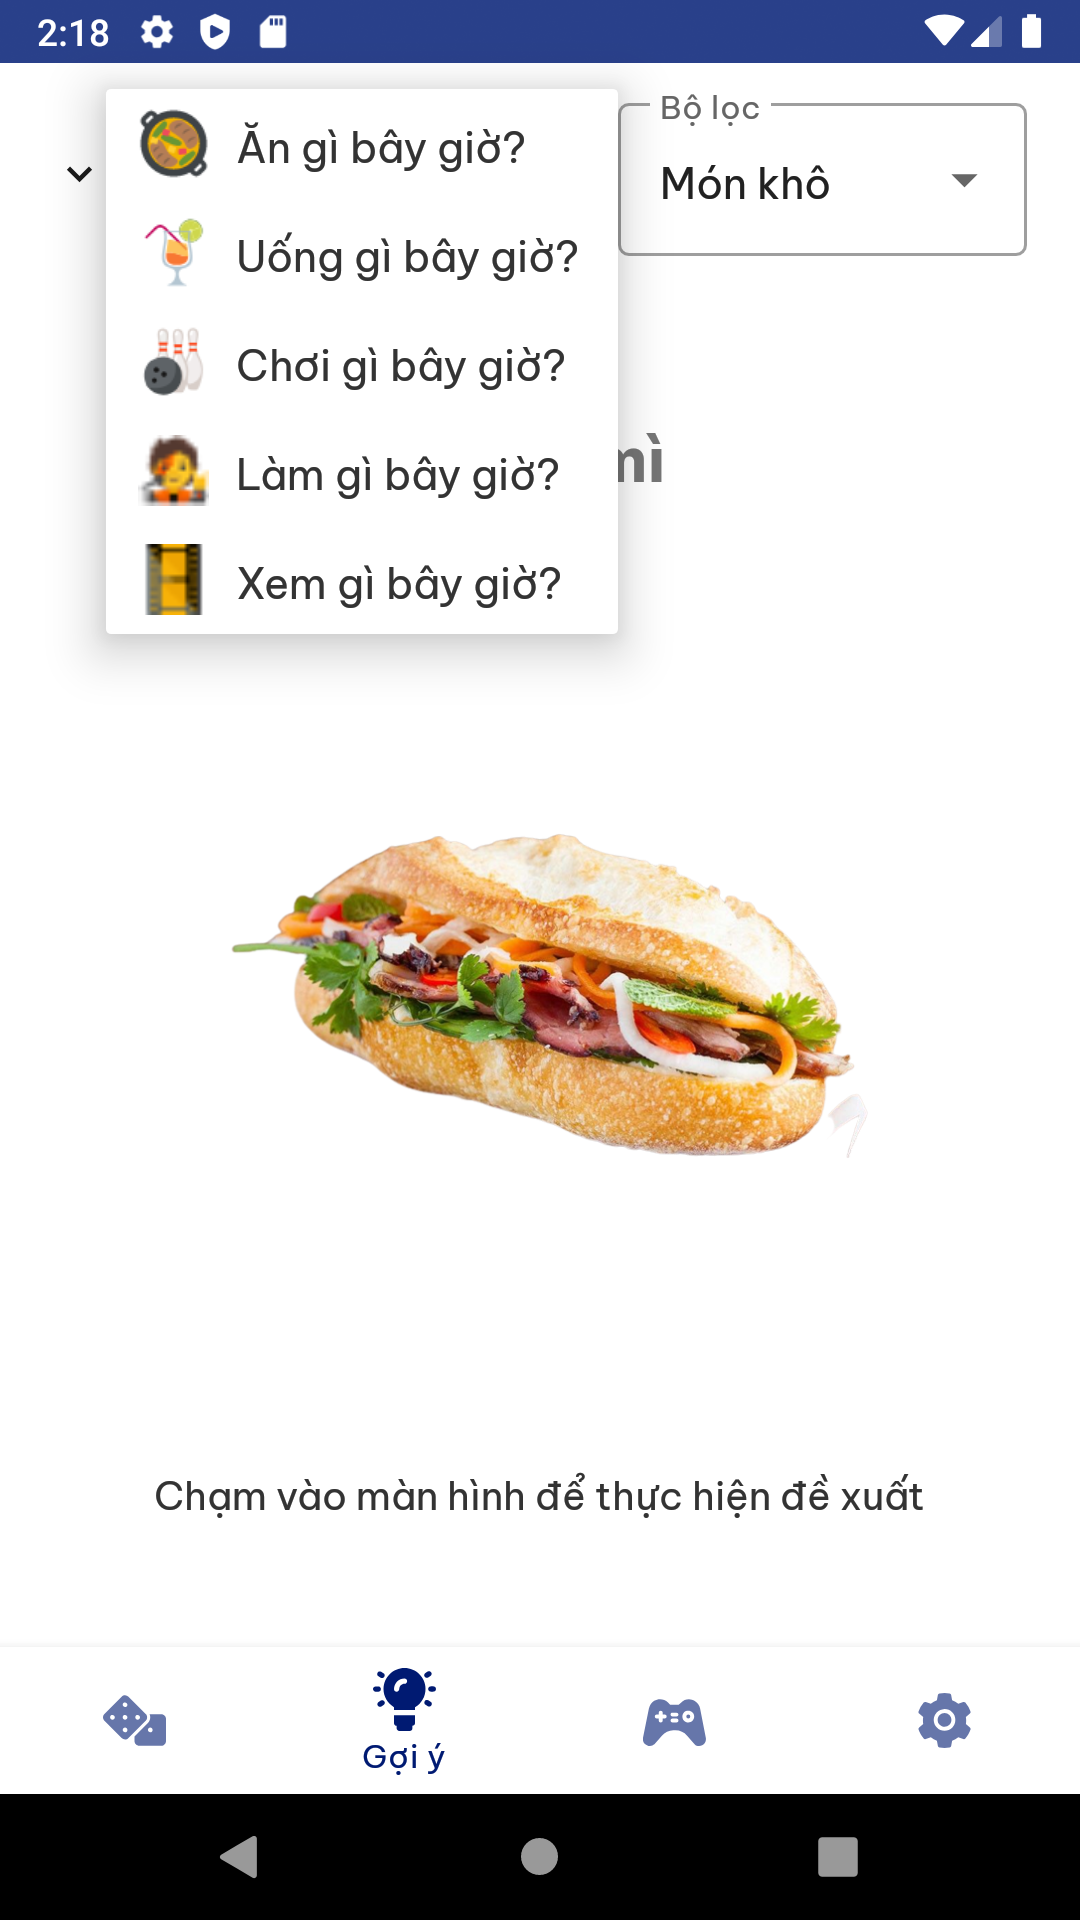 2:18
Ăn gì bây giờ?
Uống gì bây giờ?
Chơi gì bây giờ?
Làm gì bây giờ?
Xem gì bây giờ?
Bộ lọc
Món khô
mì
Chạm vào màn hình để thực hiện đề xuất
Gợi ý